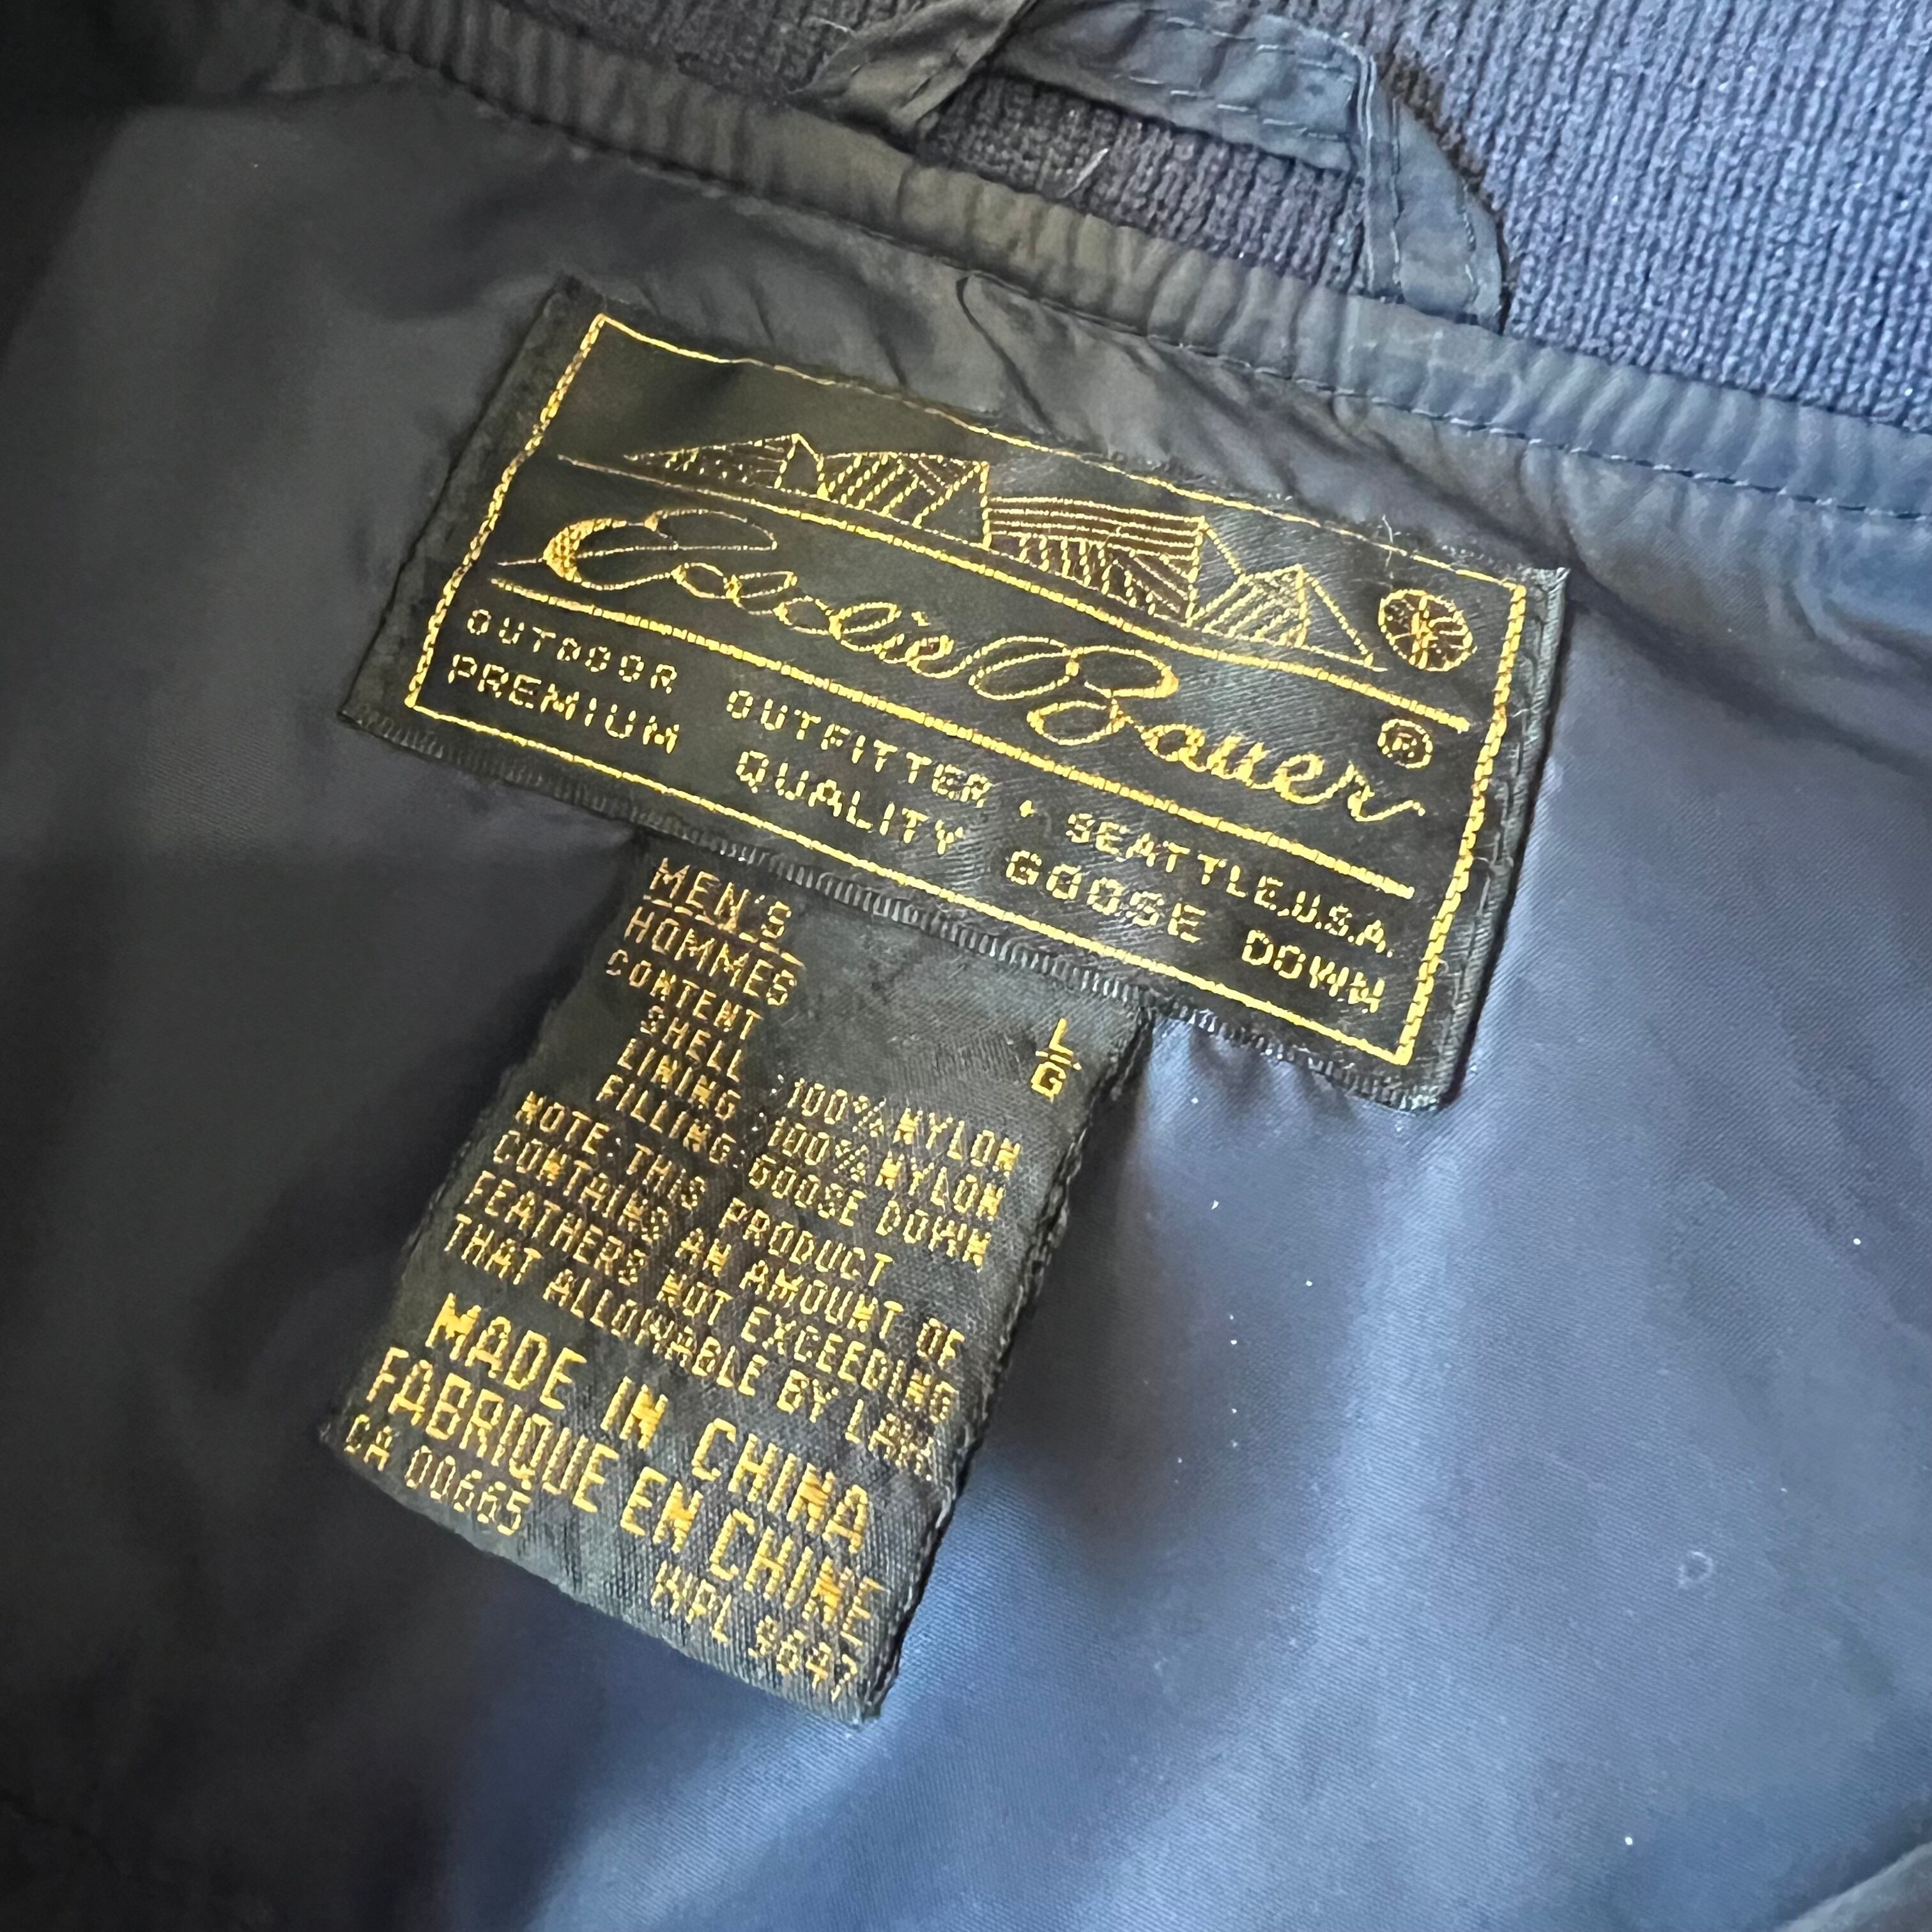 Eddie Bauer ®
OUTDOOR OUTFITTER • SEATTLE, U.S.A.
PREMIUM QUALITY GOOSE DOWN
MEN'S
HOMMES
L
G
CONTENT
SHELL : 100% NYLON
LINING : 100% NYLON
FILLING: GOOSE DOWN
NOTE: THIS PRODUCT
CONTAINS AN AMOUNT OF
FEATHERS NOT EXCEEDING
THAT ALLOWABLE BY LAW.
MADE IN CHINA
FABRIQUE EN CHINE
CA 00665
WPL 9647